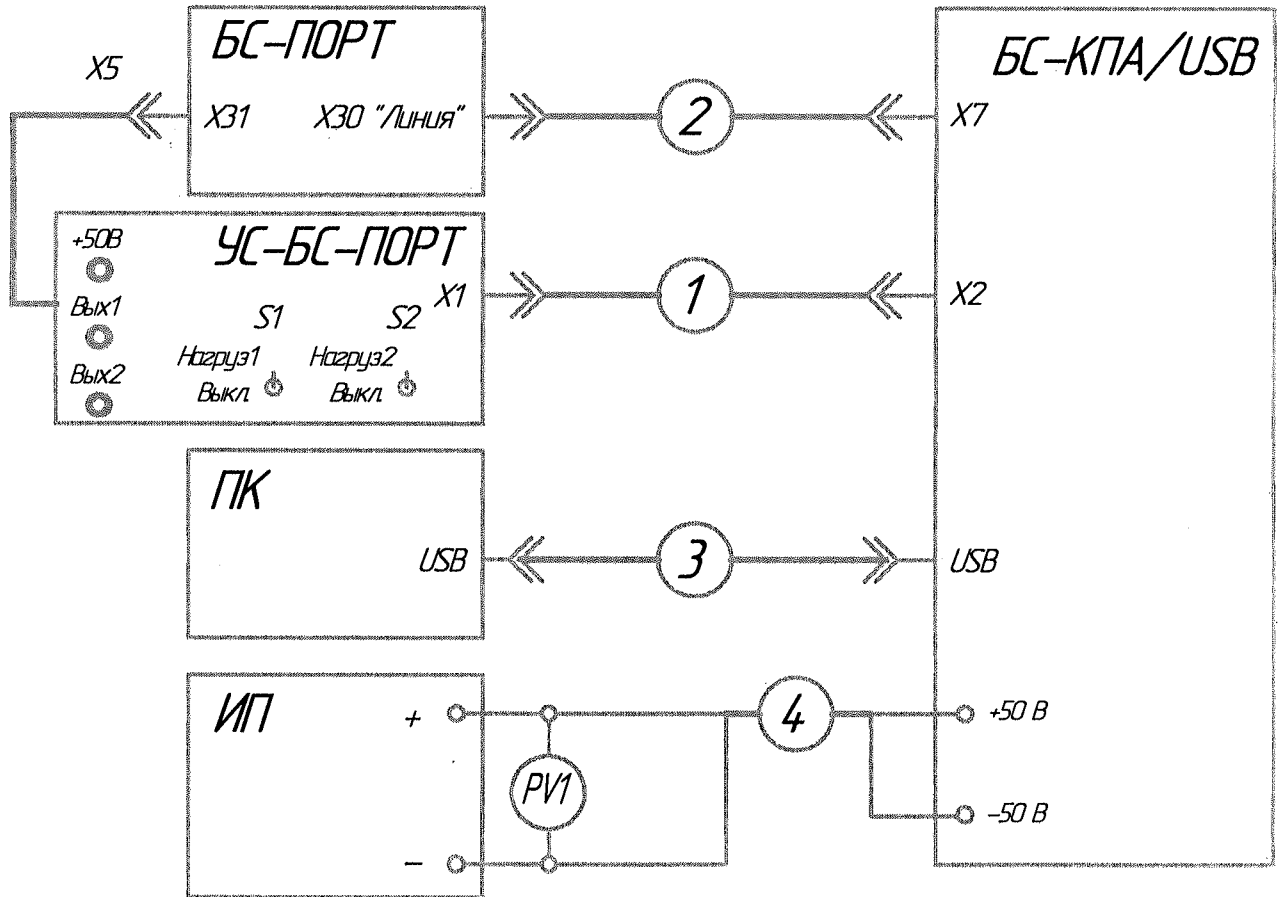 БС-ПОРТ
X5
X31
X30 "Линия"
2
БС-КПА/USB
X7
УС-БС-ПОРТ
+50В
Вых1
Вых2
S1
Нагруз1
Выкл.
S2
Нагруз2
Выкл.
X1
1
X2
ПК
USB
3
USB
ИП
+
−
PV1
4
+50 В
−50 В